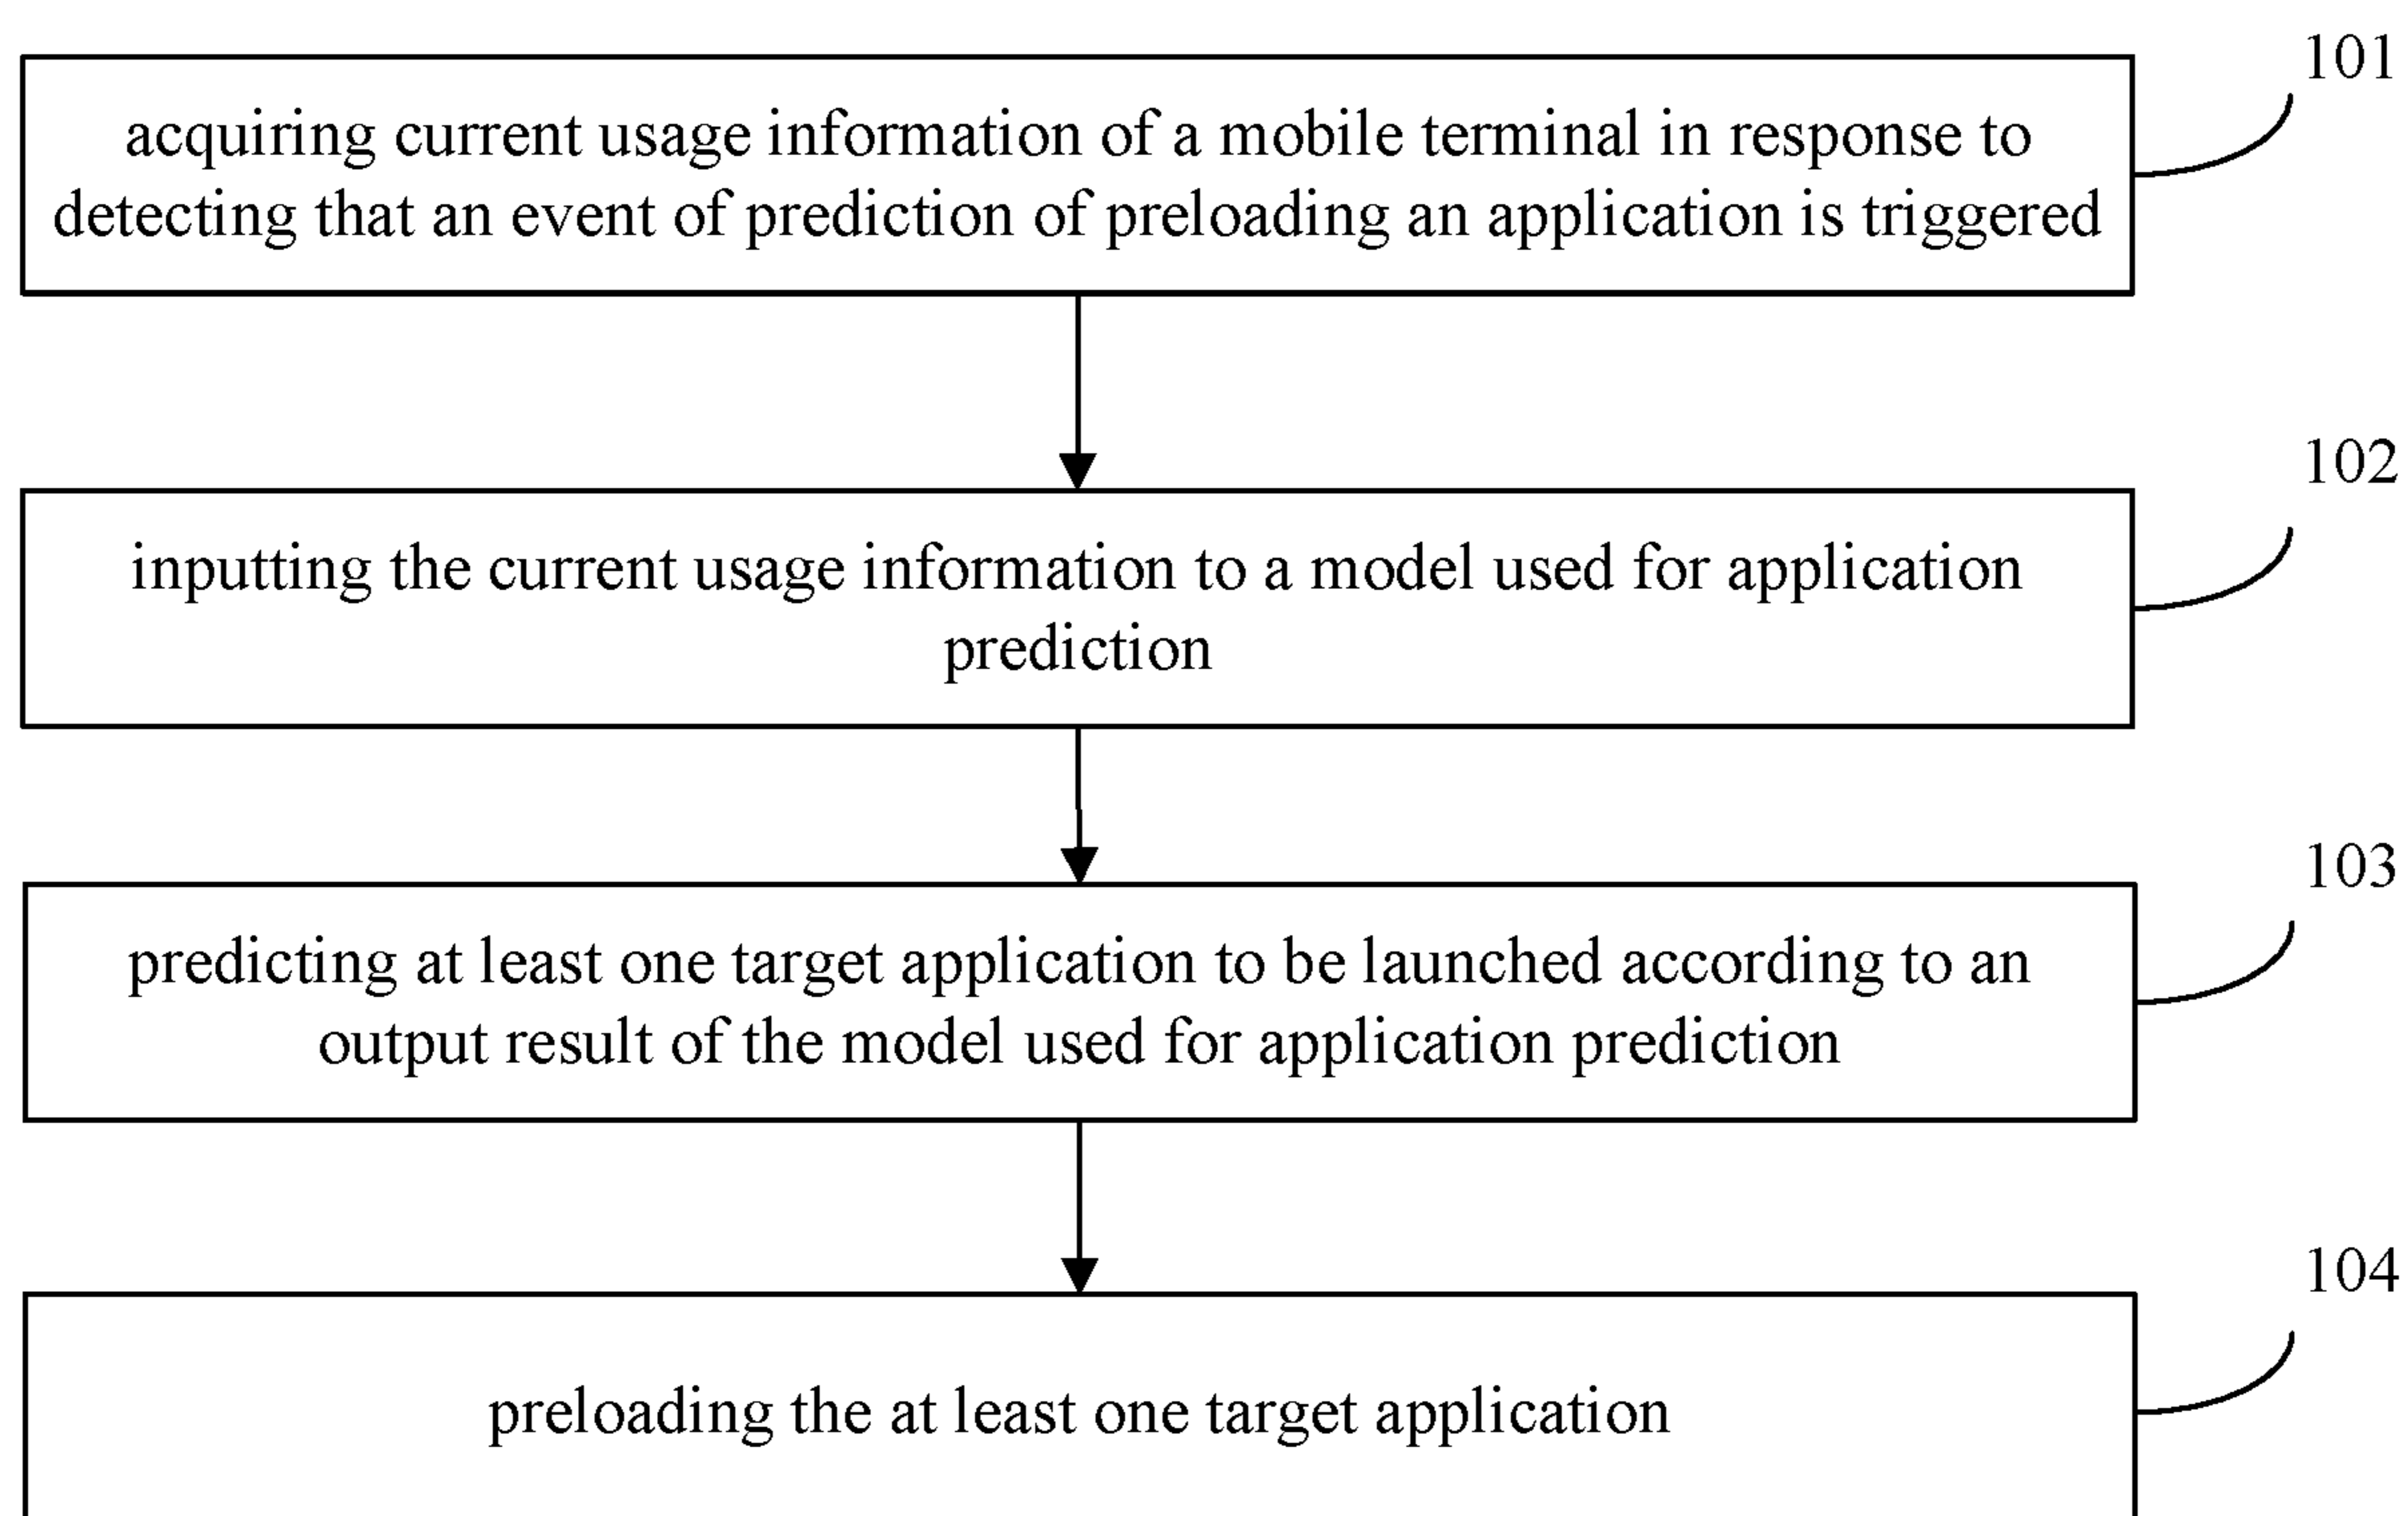 101
acquiring current usage information of a mobile terminal in response to
detecting that an event of prediction of preloading an application is triggered
102
inputting the current usage information to a model used for application
prediction
103
predicting at least one target application to be launched according to an
output result of the model used for application prediction
104
preloading the at least one target application